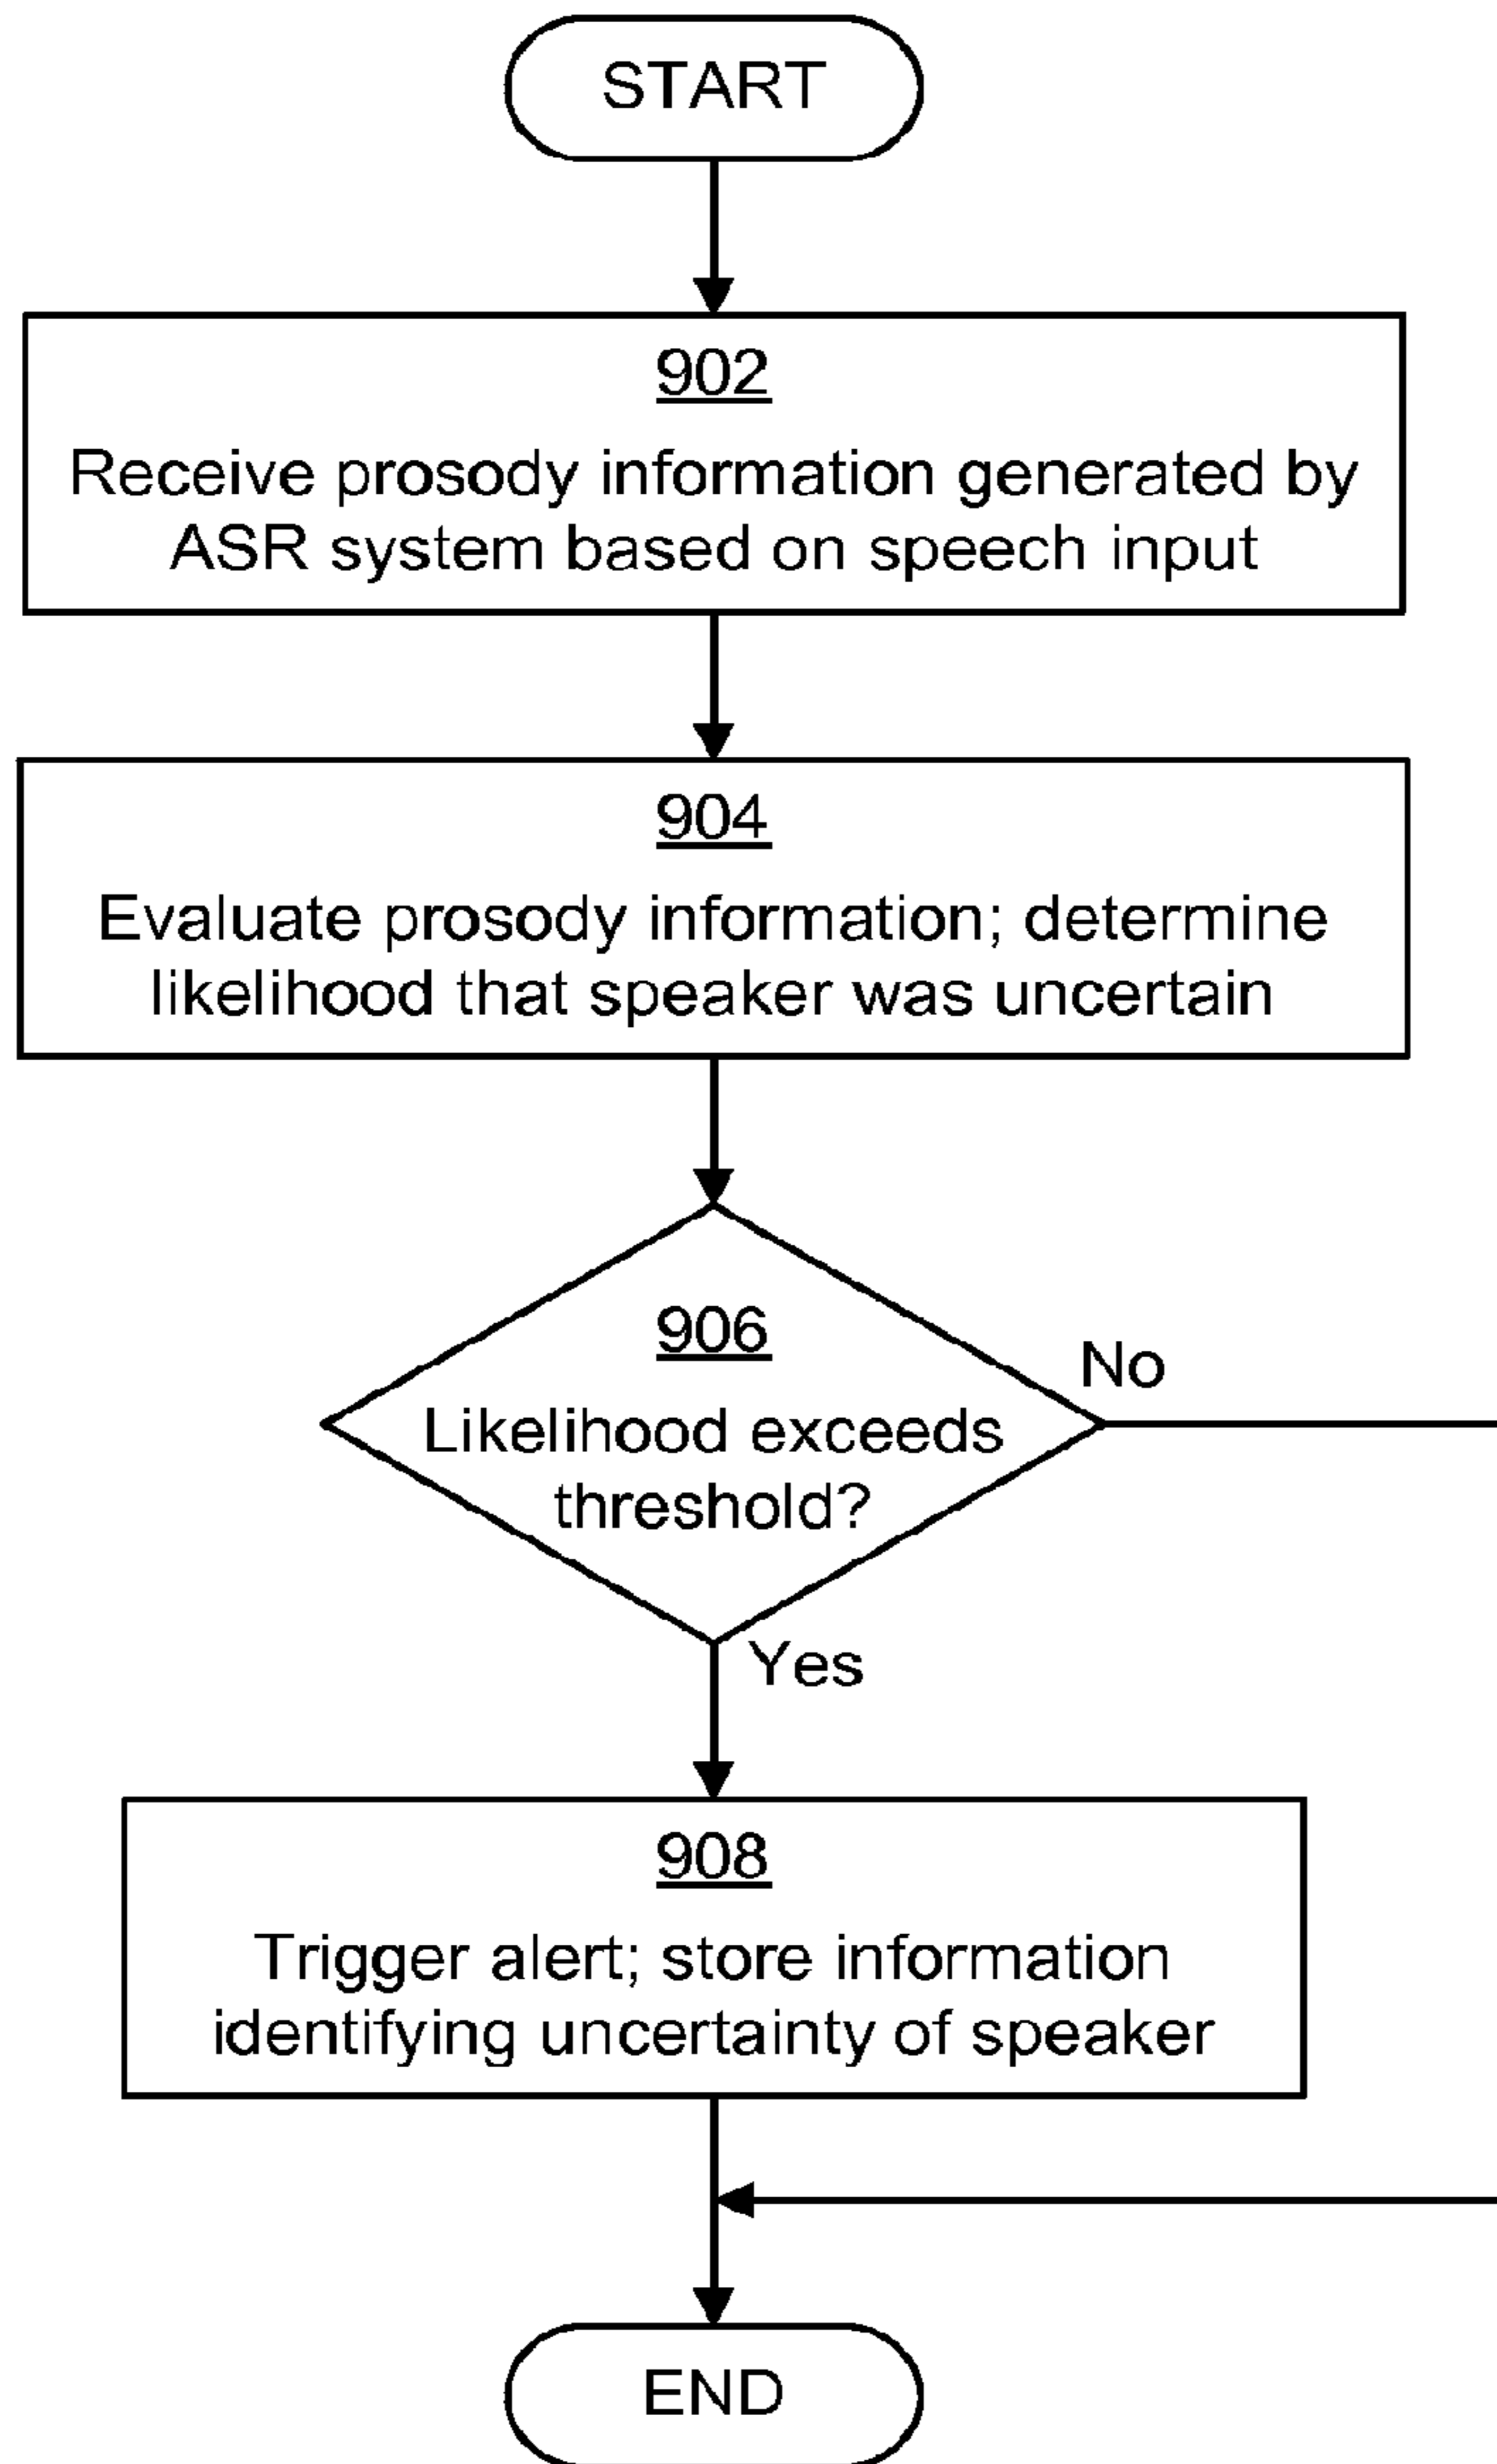 START
902
Receive prosody information generated by
ASR system based on speech input
904
Evaluate prosody information; determine
likelihood that speaker was uncertain
906
Likelihood exceeds
threshold?
No
Yes
908
Trigger alert; store information
identifying uncertainty of speaker
END